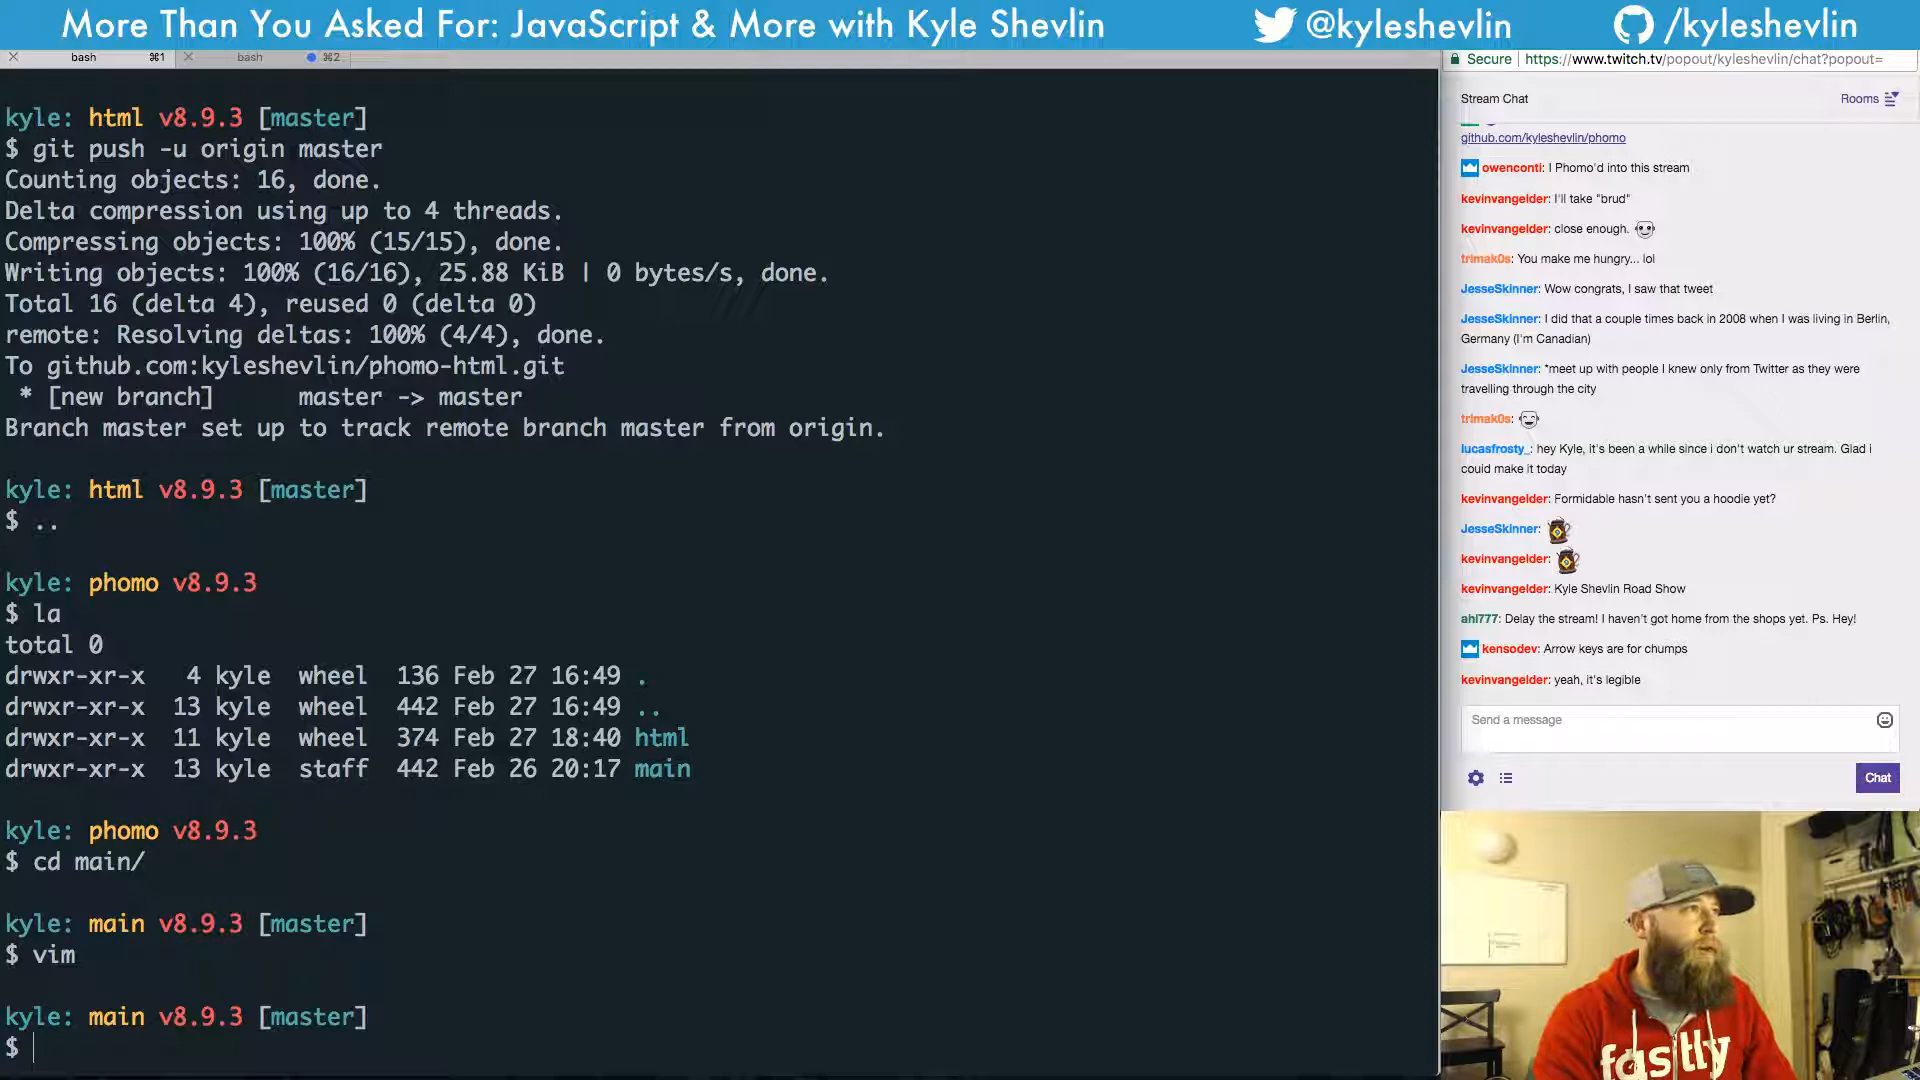 More Than You Asked For: JavaScript & More with Kyle Shevlin
@kyleshevlin
/kyleshevlin
bash ⌘1
bash ⌘2
kyle: html v8.9.3 [master]
$ git push -u origin master
Counting objects: 16, done.
Delta compression using up to 4 threads.
Compressing objects: 100% (15/15), done.
Writing objects: 100% (16/16), 25.88 KiB | 0 bytes/s, done.
Total 16 (delta 4), reused 0 (delta 0)
remote: Resolving deltas: 100% (4/4), done.
To github.com:kyleshevlin/phomo-html.git
* [new branch] master -> master
Branch master set up to track remote branch master from origin.
kyle: html v8.9.3 [master]
$ ..
kyle: phomo v8.9.3
$ la
total 0
drwxr-xr-x 4 kyle wheel 136 Feb 27 16:49 .
drwxr-xr-x 13 kyle wheel 442 Feb 27 16:49 ..
drwxr-xr-x 11 kyle wheel 374 Feb 27 18:40 html
drwxr-xr-x 13 kyle staff 442 Feb 26 20:17 main
kyle: phomo v8.9.3
$ cd main/
kyle: main v8.9.3 [master]
$ vim
kyle: main v8.9.3 [master]
$
Secure https://www.twitch.tv/popout/kyleshevlin/chat?popout=
Stream Chat
Rooms
github.com/kyleshevlin/phomo
owenconti: I Phomo'd into this stream
kevinvangelder: I'll take "brud"
kevinvangelder: close enough.
trimak0s: You make me hungry... lol
JesseSkinner: Wow congrats, I saw that tweet
JesseSkinner: I did that a couple times back in 2008 when I was living in Berlin,
Germany (I'm Canadian)
JesseSkinner: *meet up with people I knew only from Twitter as they were
travelling through the city
trimak0s:
lucasfrosty_: hey Kyle, it's been a while since i don't watch ur stream. Glad i
could make it today
kevinvangelder: Formidable hasn't sent you a hoodie yet?
JesseSkinner:
kevinvangelder:
kevinvangelder: Kyle Shevlin Road Show
ahl777: Delay the stream! I haven't got home from the shops yet. Ps. Hey!
kensodev: Arrow keys are for chumps
kevinvangelder: yeah, it's legible
Send a message
Chat
fastly